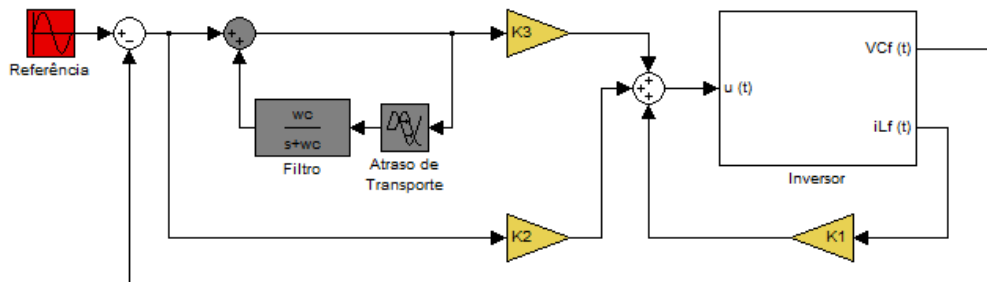 Referência
wc
s+wc
Filtro
Atraso de
Transporte
K3
K2
u (t)
VCf (t)
iLf (t)
Inversor
K1